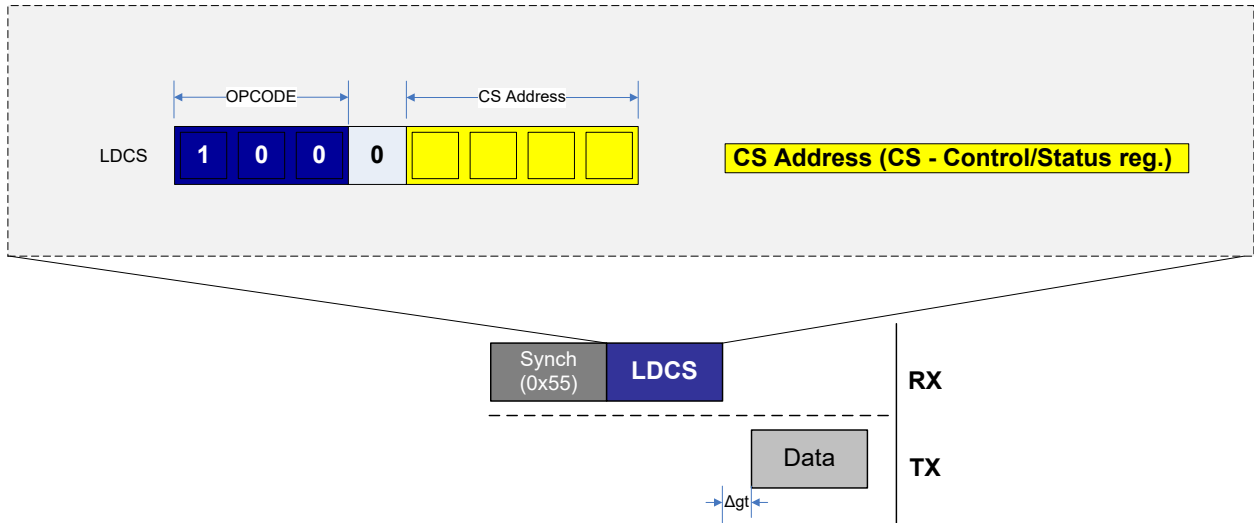 OPCODE
CS Address
LDCS
1 0 0 0
CS Address (CS - Control/Status reg.)
Synch
(0x55)
LDCS
RX
Data
TX
Δgt